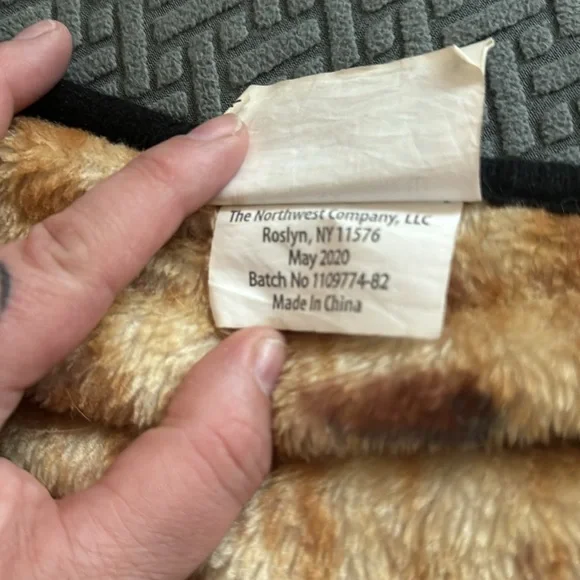 The Northwest Company, LLC
Roslyn, NY 11576
May 2020
Batch No 1109774-82
Made In China